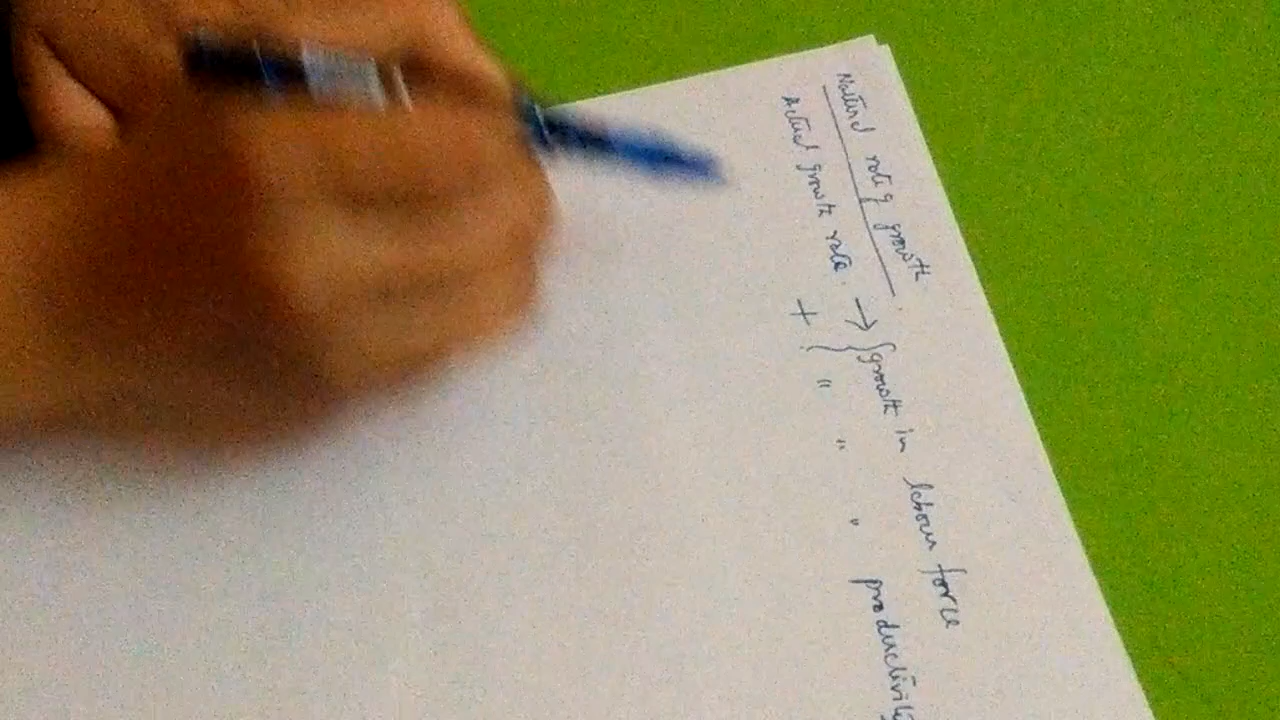 Natural rate of growth
Actual growth rate. → { growth in labour force
+ { " " " productivity